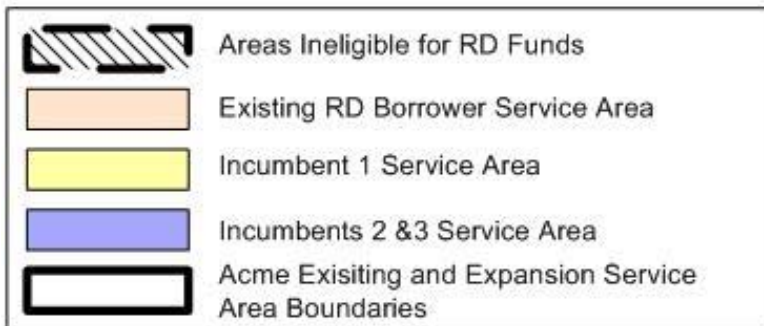 Areas Ineligible for RD Funds
Existing RD Borrower Service Area
Incumbent 1 Service Area
Incumbents 2 &3 Service Area
Acme Exisiting and Expansion Service
Area Boundaries